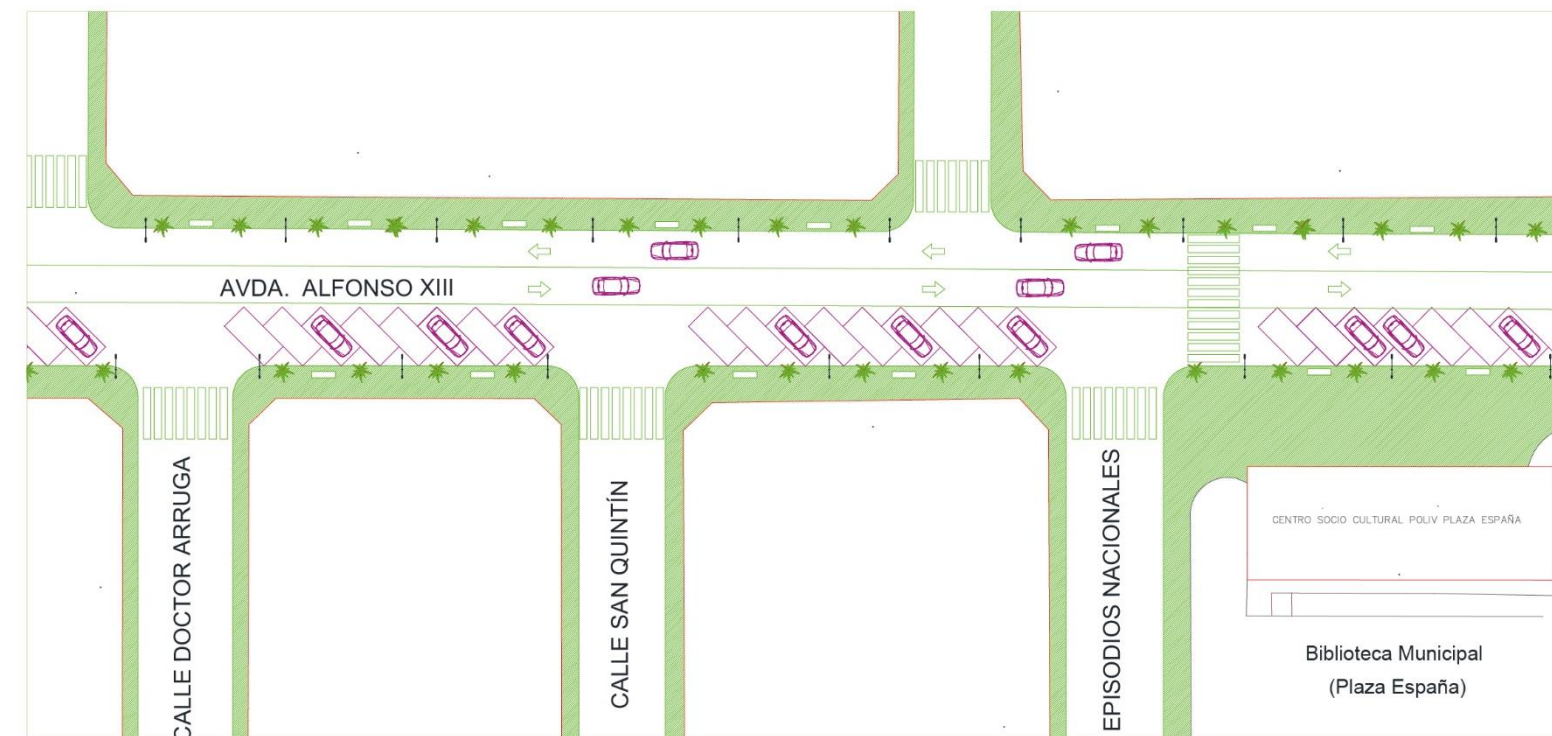 AVDA. ALFONSO XIII
CALLE DOCTOR ARRUGA
CALLE SAN QUINTÍN
EPISODIOS NACIONALES
CENTRO SOCIO CULTURAL POLIV PLAZA ESPAÑA
Biblioteca Municipal
(Plaza España)